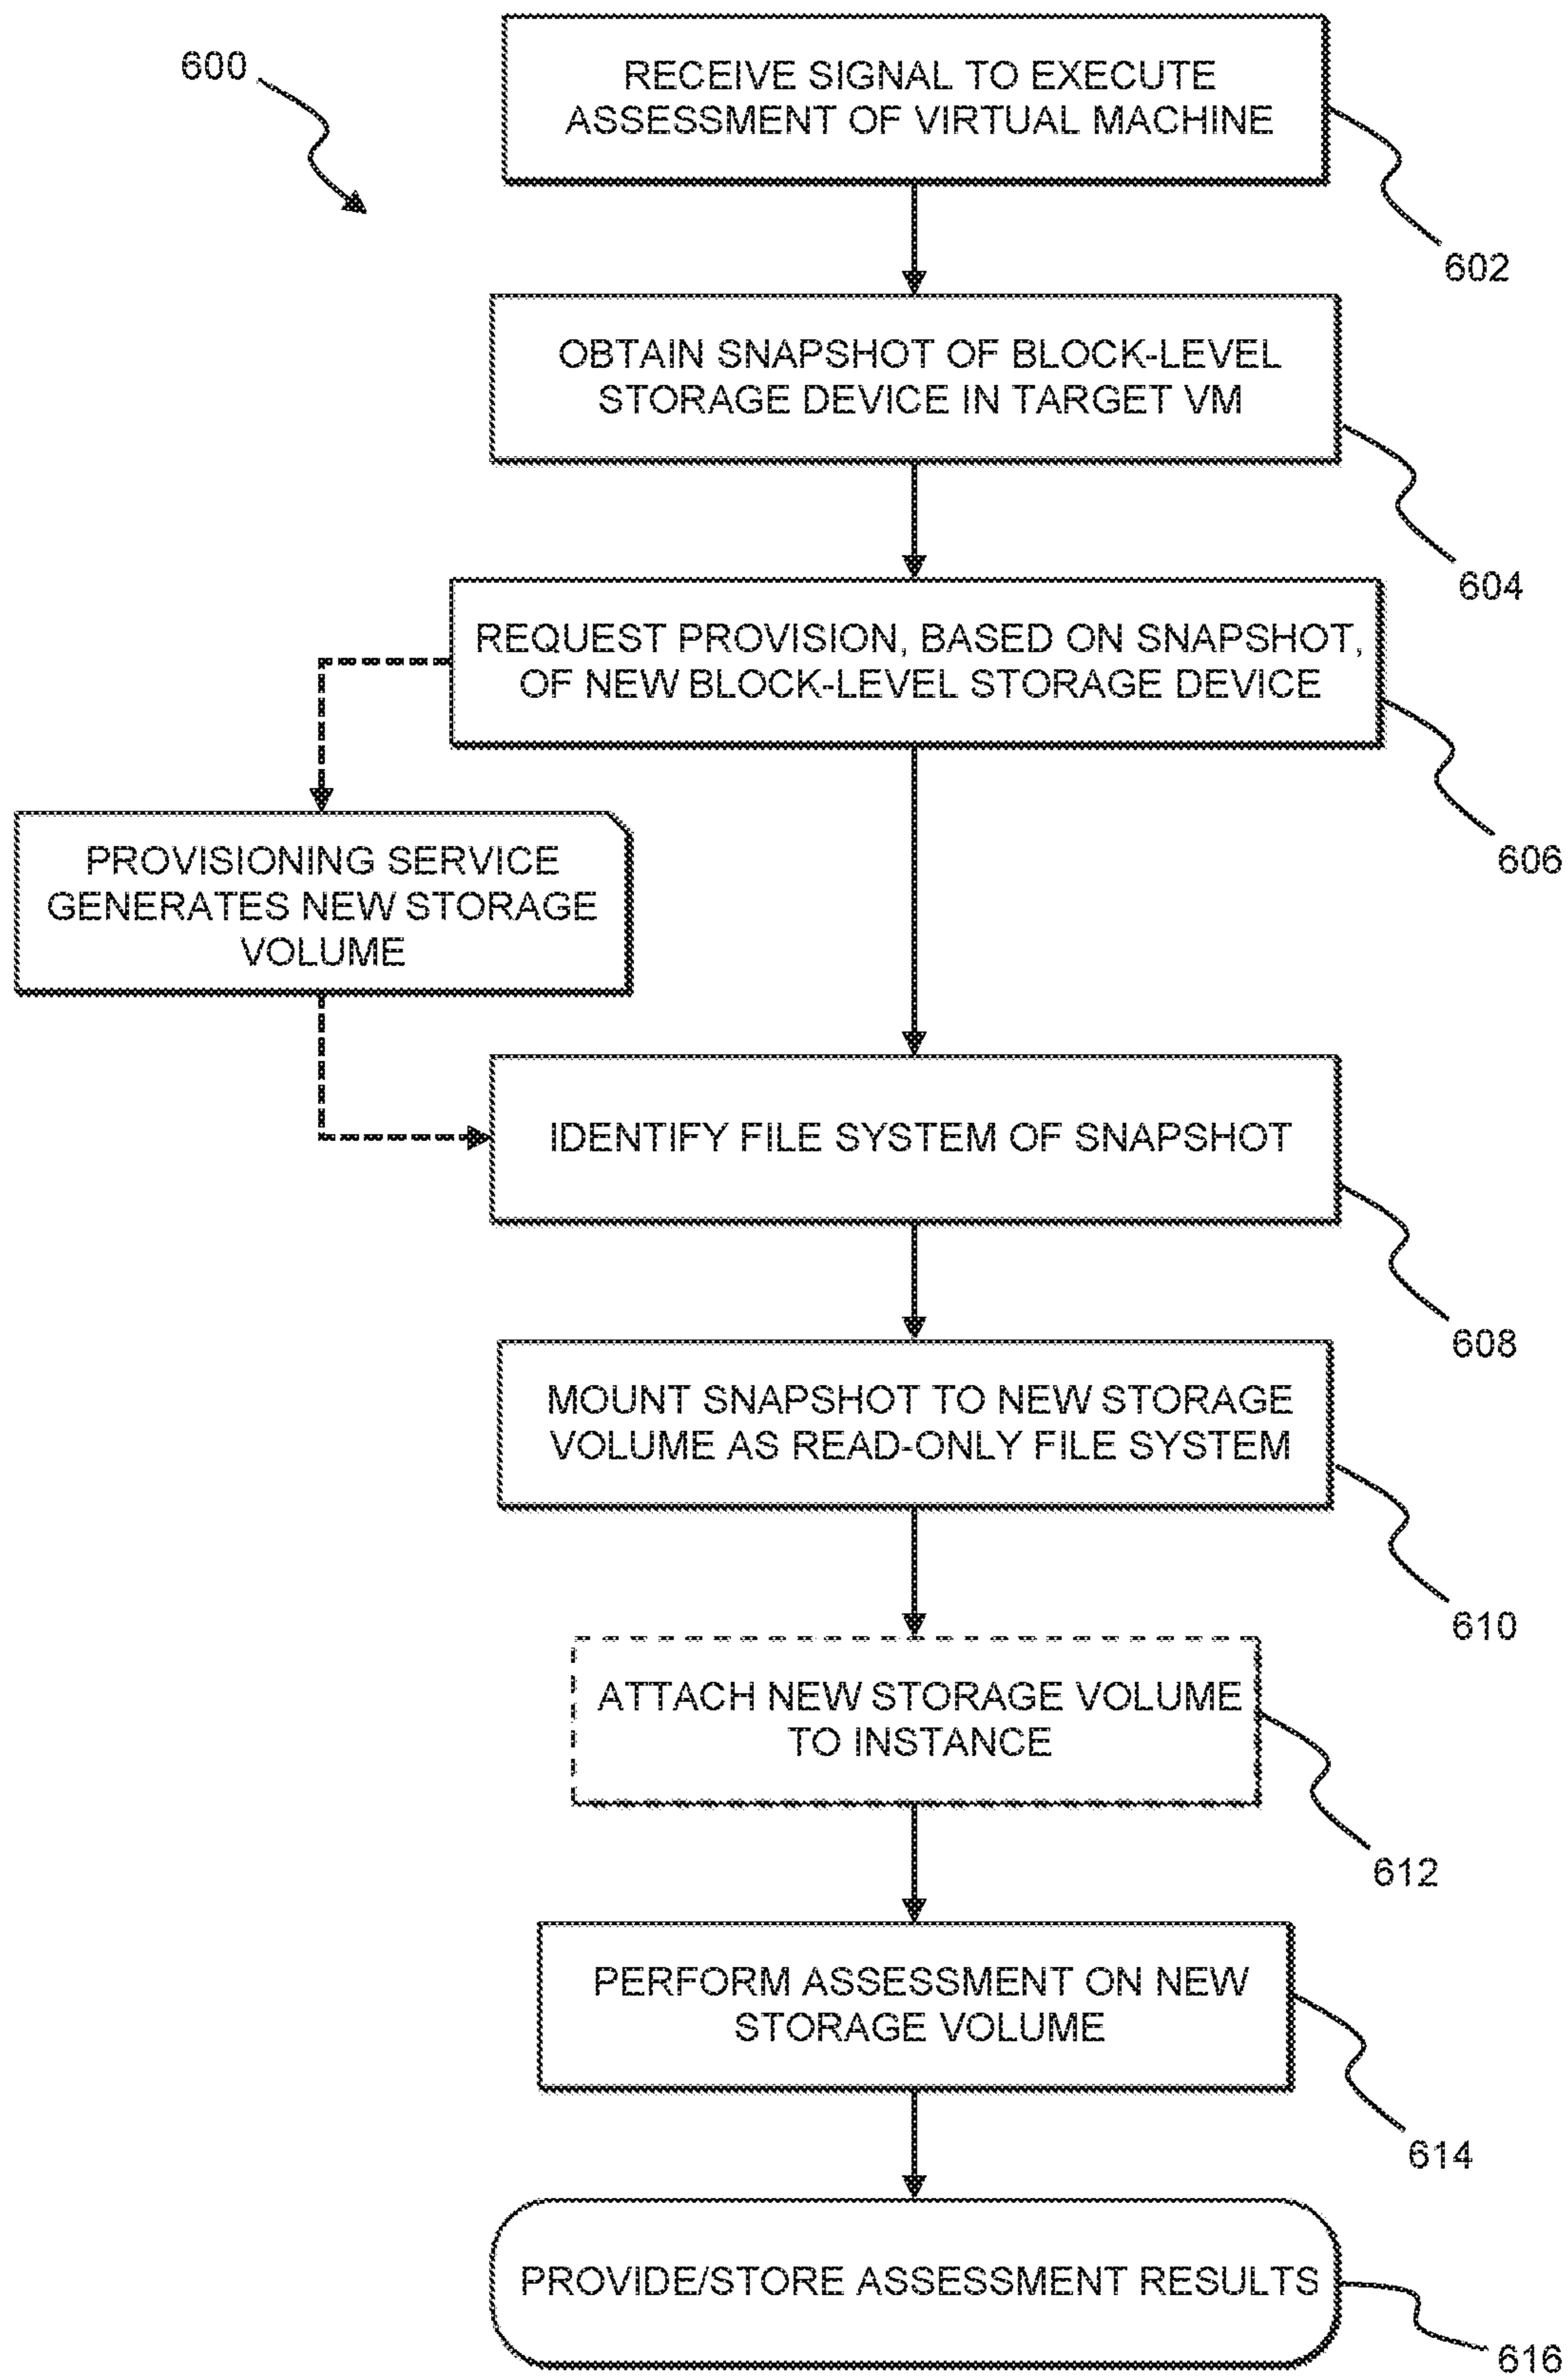 600
RECEIVE SIGNAL TO EXECUTE
ASSESSMENT OF VIRTUAL MACHINE
602
OBTAIN SNAPSHOT OF BLOCK-LEVEL
STORAGE DEVICE IN TARGET VM
604
REQUEST PROVISION, BASED ON SNAPSHOT,
OF NEW BLOCK-LEVEL STORAGE DEVICE
606
PROVISIONING SERVICE
GENERATES NEW STORAGE
VOLUME
IDENTIFY FILE SYSTEM OF SNAPSHOT
608
MOUNT SNAPSHOT TO NEW STORAGE
VOLUME AS READ-ONLY FILE SYSTEM
610
ATTACH NEW STORAGE VOLUME
TO INSTANCE
612
PERFORM ASSESSMENT ON NEW
STORAGE VOLUME
614
PROVIDE/STORE ASSESSMENT RESULTS
616